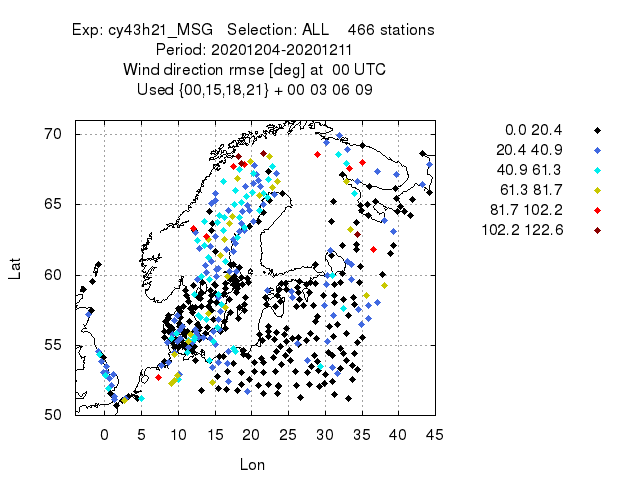 Exp: cy43h21_MSG Selection: ALL 466 stations
Period: 20201204-20201211
Wind direction rmse [deg] at 00 UTC
Used {00,15,18,21} + 00 03 06 09
0.0 20.4
20.4 40.9
40.9 61.3
61.3 81.7
81.7 102.2
102.2 122.6
70
65
60
55
50
Lat
0 5 10 15 20 25 30 35 40 45
Lon